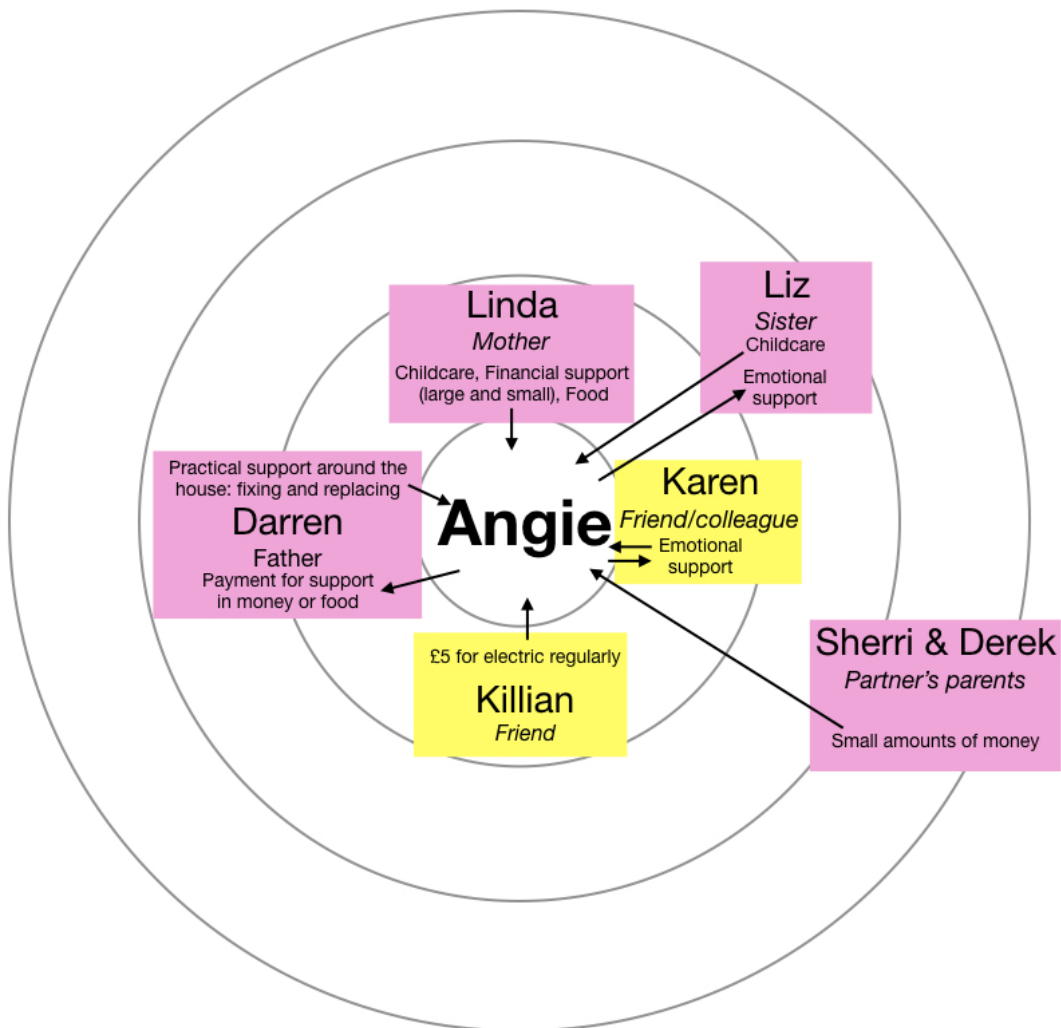 Linda
Mother
Childcare, Financial support
(large and small), Food
Liz
Sister
Childcare
Emotional
support
Practical support around the
house: fixing and replacing
Darren
Father
Payment for support
in money or food
Angie
Karen
Friend/colleague
Emotional
support
£5 for electric regularly
Killian
Friend
Sherri & Derek
Partner’s parents
Small amounts of money